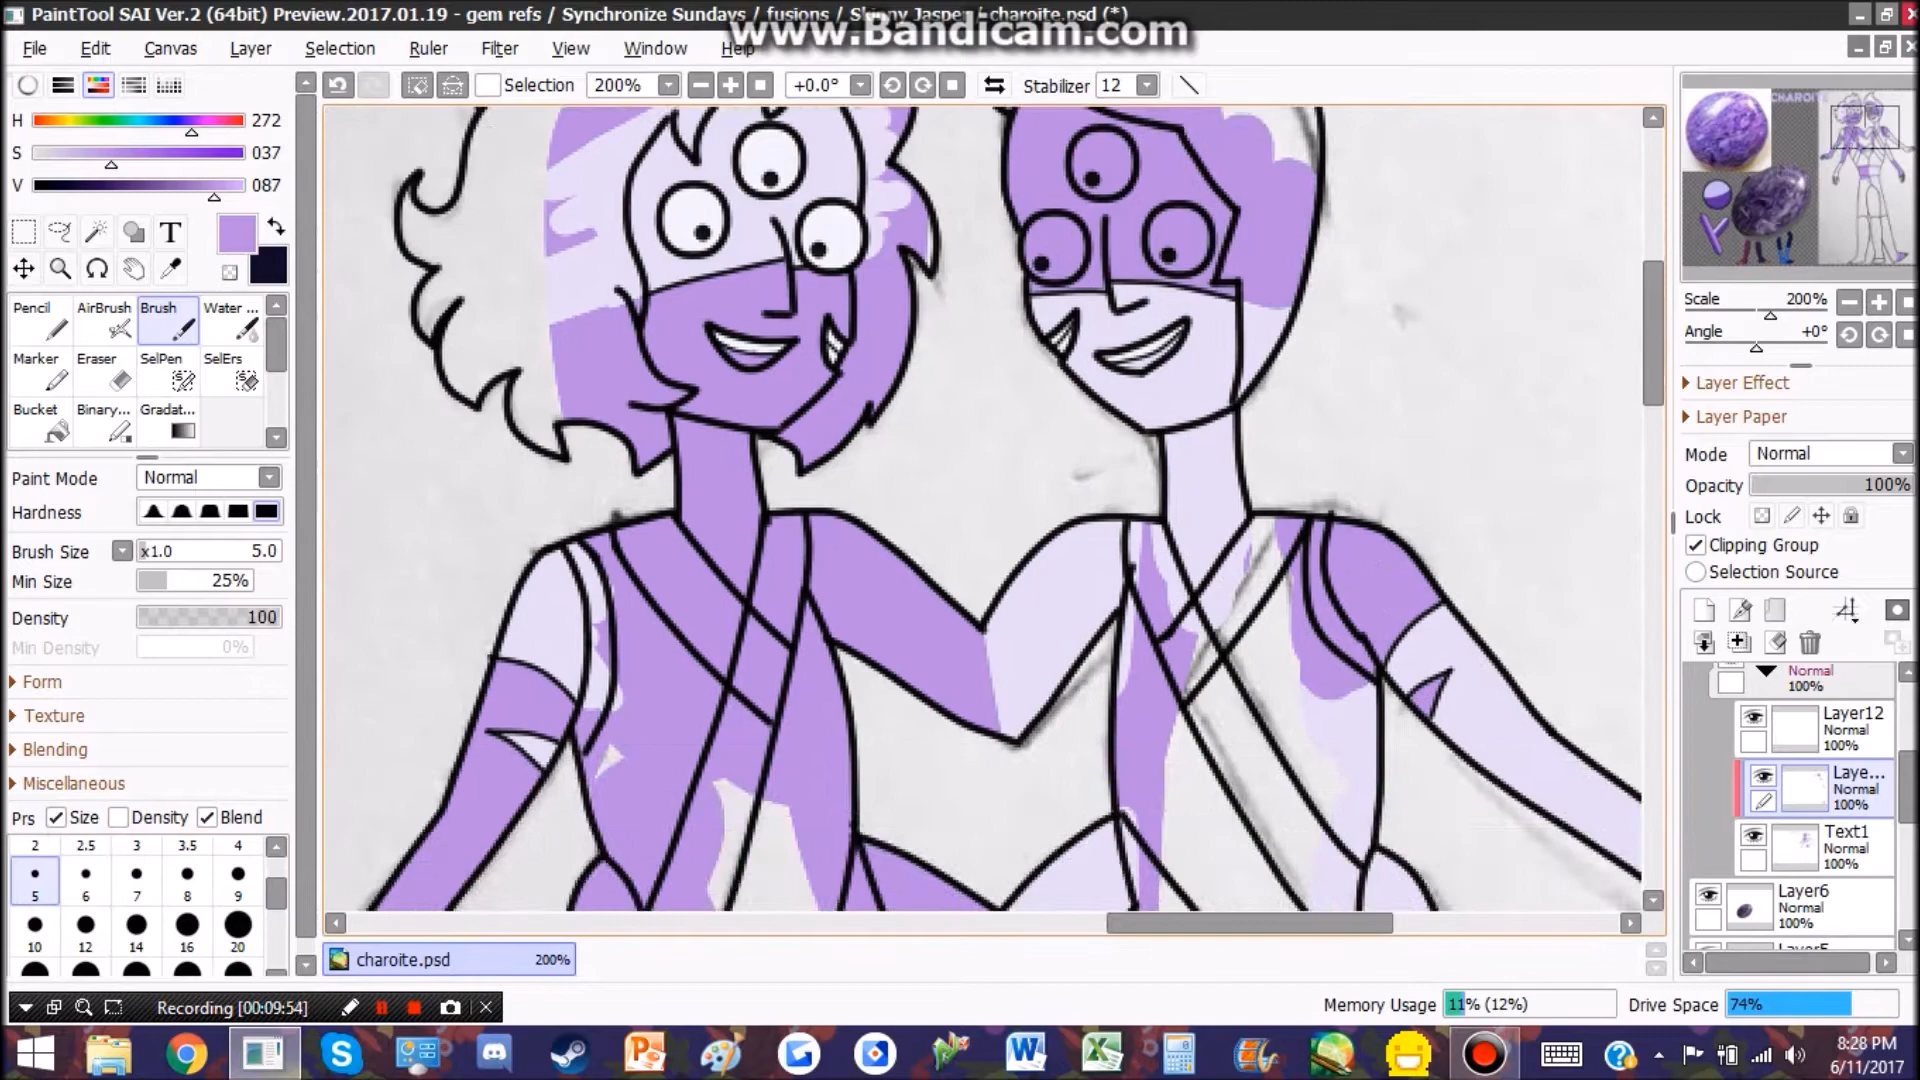 PaintTool SAI Ver.2 (64bit) Preview.2017.01.19 - gem refs / Synchronize Sundays / fusions / Skinny Jasper / charoite.psd (*)
www.Bandicam.com
File Edit Canvas Layer Selection Ruler Filter View Window Help
Selection 200% +0.0° Stabilizer 12
H 272
S 037
V 087
T
Pencil AirBrush Brush Water ...
Marker Eraser SelPen SelErs
Bucket Binary... Gradat...
Paint Mode Normal
Hardness
Brush Size x1.0 5.0
Min Size 25%
Density 100
Min Density 0%
Form
Texture
Blending
Miscellaneous
Prs Size Density Blend
2 2.5 3 3.5 4
5 6 7 8 9
10 12 14 16 20
CHAROITE
Scale 200%
Angle +0°
Layer Effect
Layer Paper
Mode Normal
Opacity 100%
Lock
Clipping Group
Selection Source
Normal
100%
Layer12
Normal
100%
Laye...
Normal
100%
Text1
Normal
100%
Layer6
Normal
100%
Layer5
charoite.psd 200%
Recording [00:09:54]
Memory Usage 11% (12%) Drive Space 74%
8:28 PM
6/11/2017